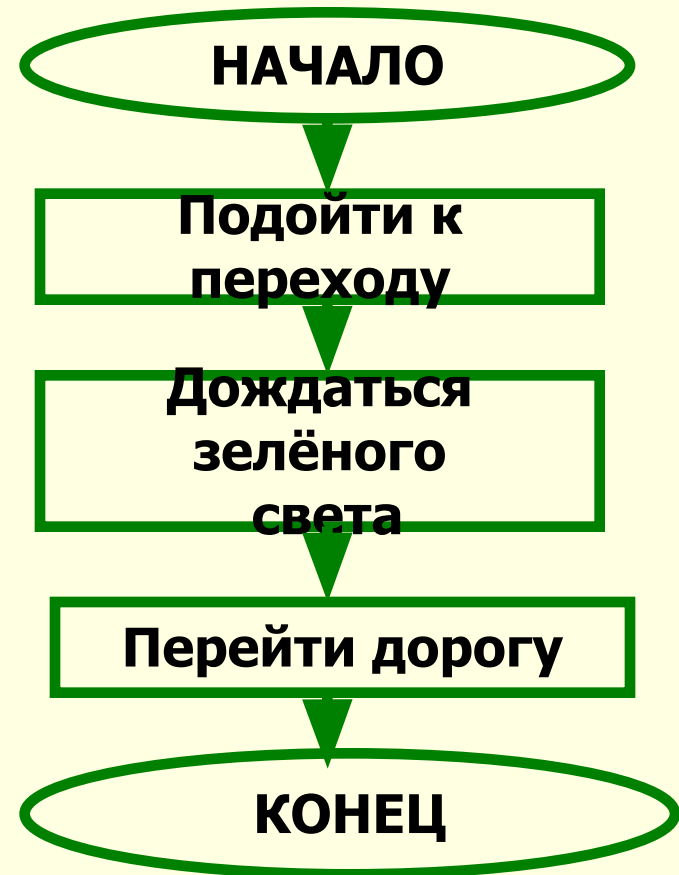 НАЧАЛО
Подойти к
переходу
Дождаться
зелёного
света
Перейти дорогу
КОНЕЦ